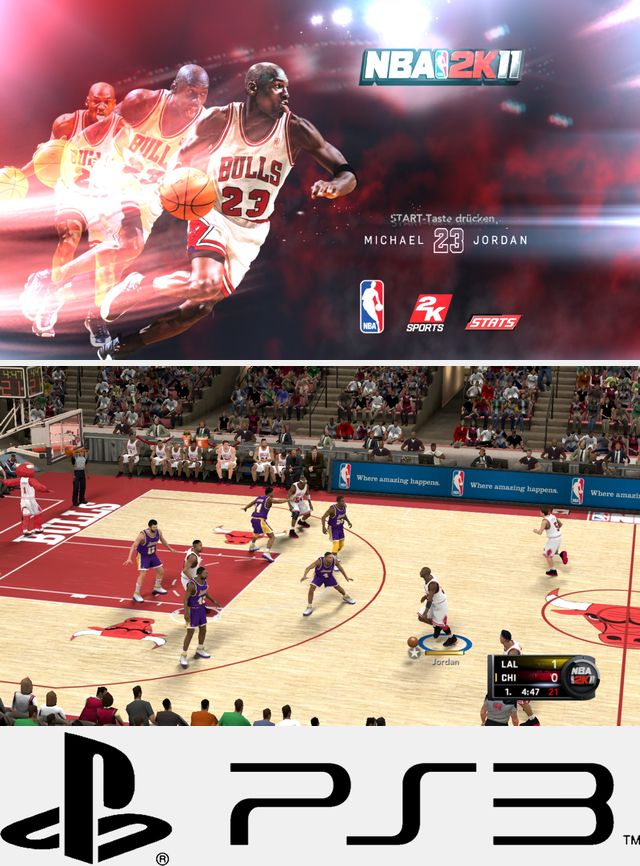 NBA 2K11
BULLS
23
START-Taste drücken.
MICHAEL 23 JORDAN
NBA
2K
SPORTS
STATS
BULLS
Where amazing happens.
Where amazing happens.
Where amazing
Jordan
LAL 1
CHI 0
1. 4:47 21
NBA
2K11
®
PS3
TM